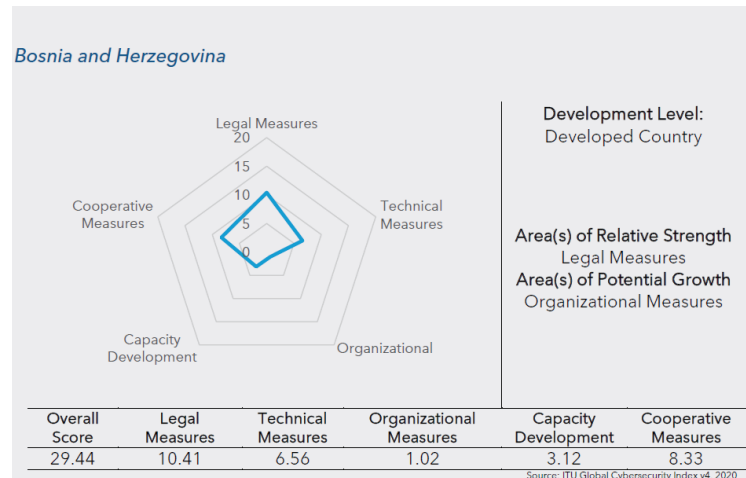 Bosnia and Herzegovina
Legal Measures
20
15
10
5
0
Technical
Measures
Organizational
Capacity
Development
Cooperative
Measures
Development Level:
Developed Country
Area(s) of Relative Strength
Legal Measures
Area(s) of Potential Growth
Organizational Measures
Overall Score Legal Measures Technical Measures Organizational Measures Capacity Development Cooperative Measures
29.44 10.41 6.56 1.02 3.12 8.33
Source: ITU Global Cybersecurity Index v4, 2020